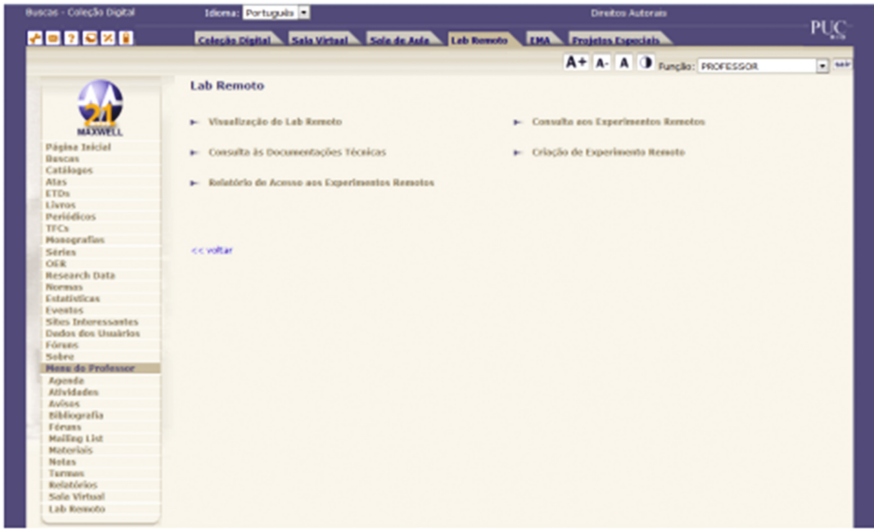 Buscas - Coleção Digital
Idioma: Português
Direitos Autorais
PUC
Coleção Digital
Sala Virtual
Sala de Aula
Lab Remoto
EMA
Projetos Especiais
A+ A- A
Função: PROFESSOR
sair
Lab Remoto
21
MAXWELL
Visualização do Lab Remoto
Consulta aos Experimentos Remotos
Consulta às Documentações Técnicas
Criação de Experimento Remoto
Relatório de Acesso aos Experimentos Remotos
<< voltar
Página Inicial
Buscas
Catálogos
Atas
ETDs
Livros
Periódicos
TFCs
Monografias
Séries
OER
Research Data
Normas
Estatísticas
Eventos
Sites Interessantes
Dados dos Usuários
Fóruns
Sobre
Menu do Professor
Agenda
Atividades
Avisos
Bibliografia
Fóruns
Mailing List
Materiais
Notas
Turmas
Relatórios
Sala Virtual
Lab Remoto